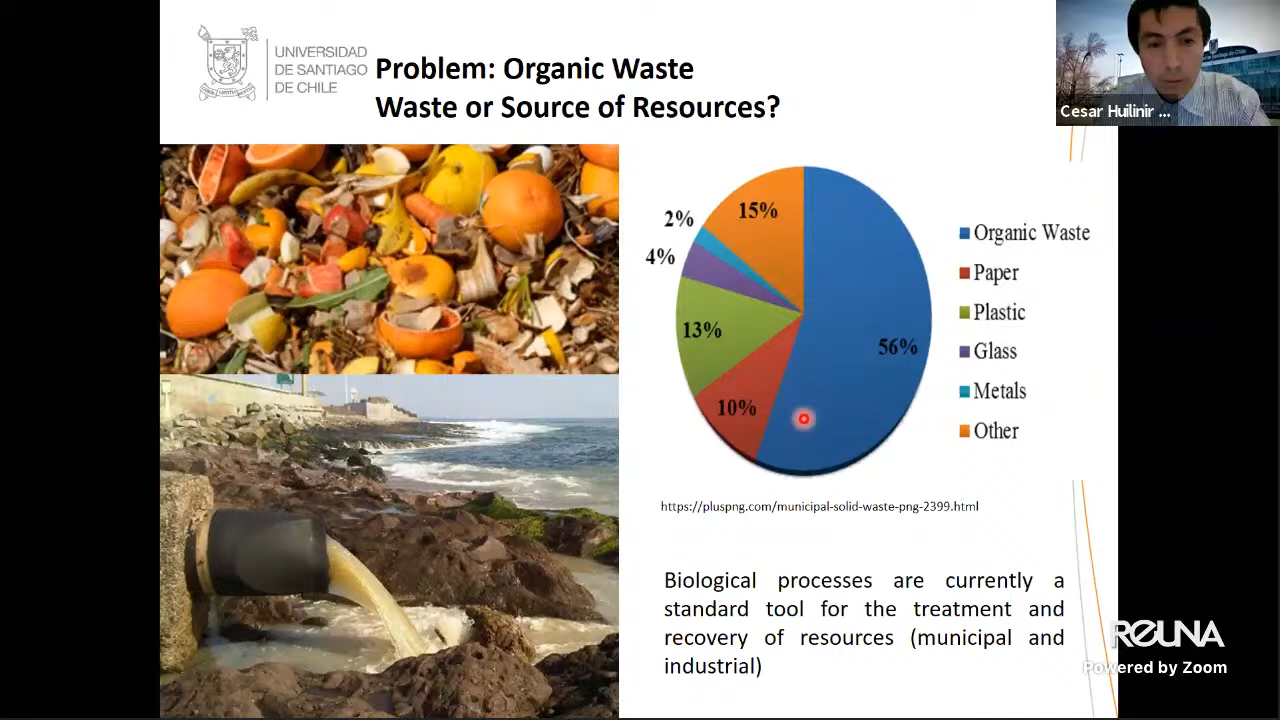 UNIVERSIDAD
DE SANTIAGO
DE CHILE
Problem: Organic Waste
Waste or Source of Resources?
Cesar Huilinir ...
15%
2%
4%
13%
10%
56%
Organic Waste
Paper
Plastic
Glass
Metals
Other
https://pluspng.com/municipal-solid-waste-png-2399.html
Biological processes are currently a
standard tool for the treatment and
recovery of resources (municipal and
industrial)
REUNA
Powered by Zoom